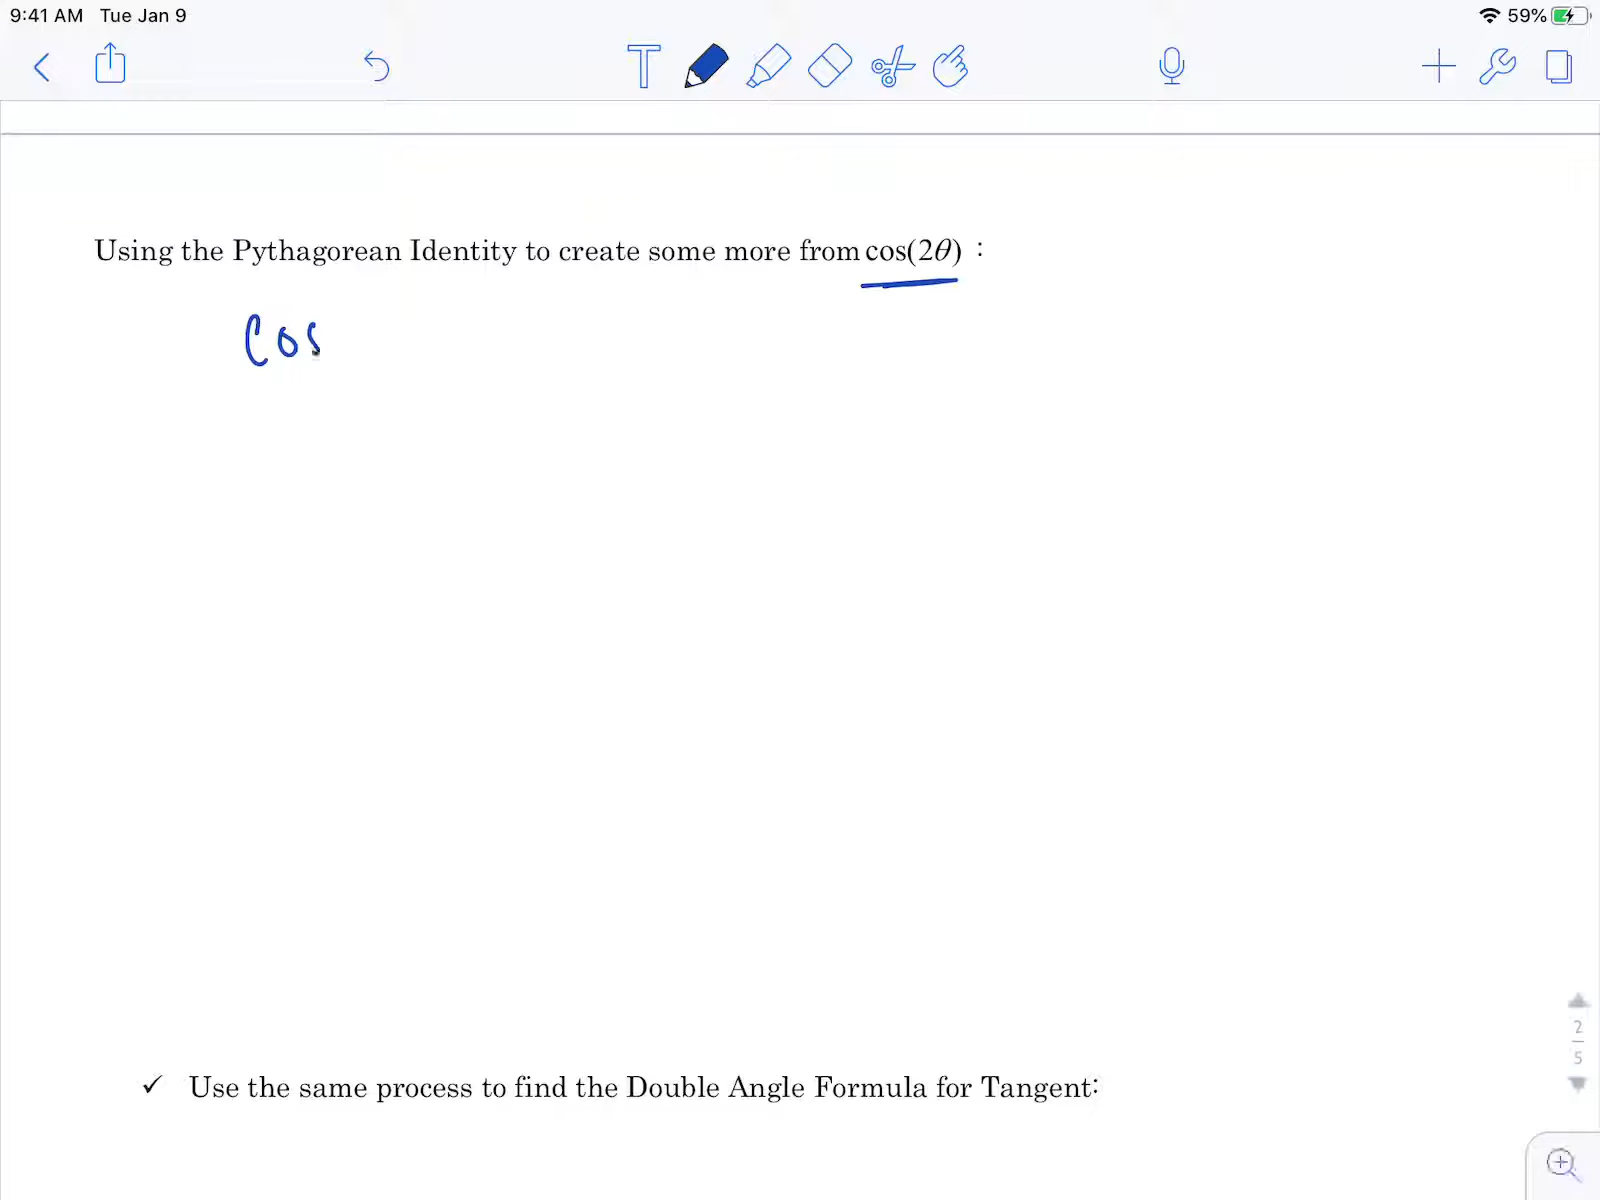 9:41 AM Tue Jan 9
59%
T
Using the Pythagorean Identity to create some more from cos(2θ) :
cos
2
5
✓ Use the same process to find the Double Angle Formula for Tangent: